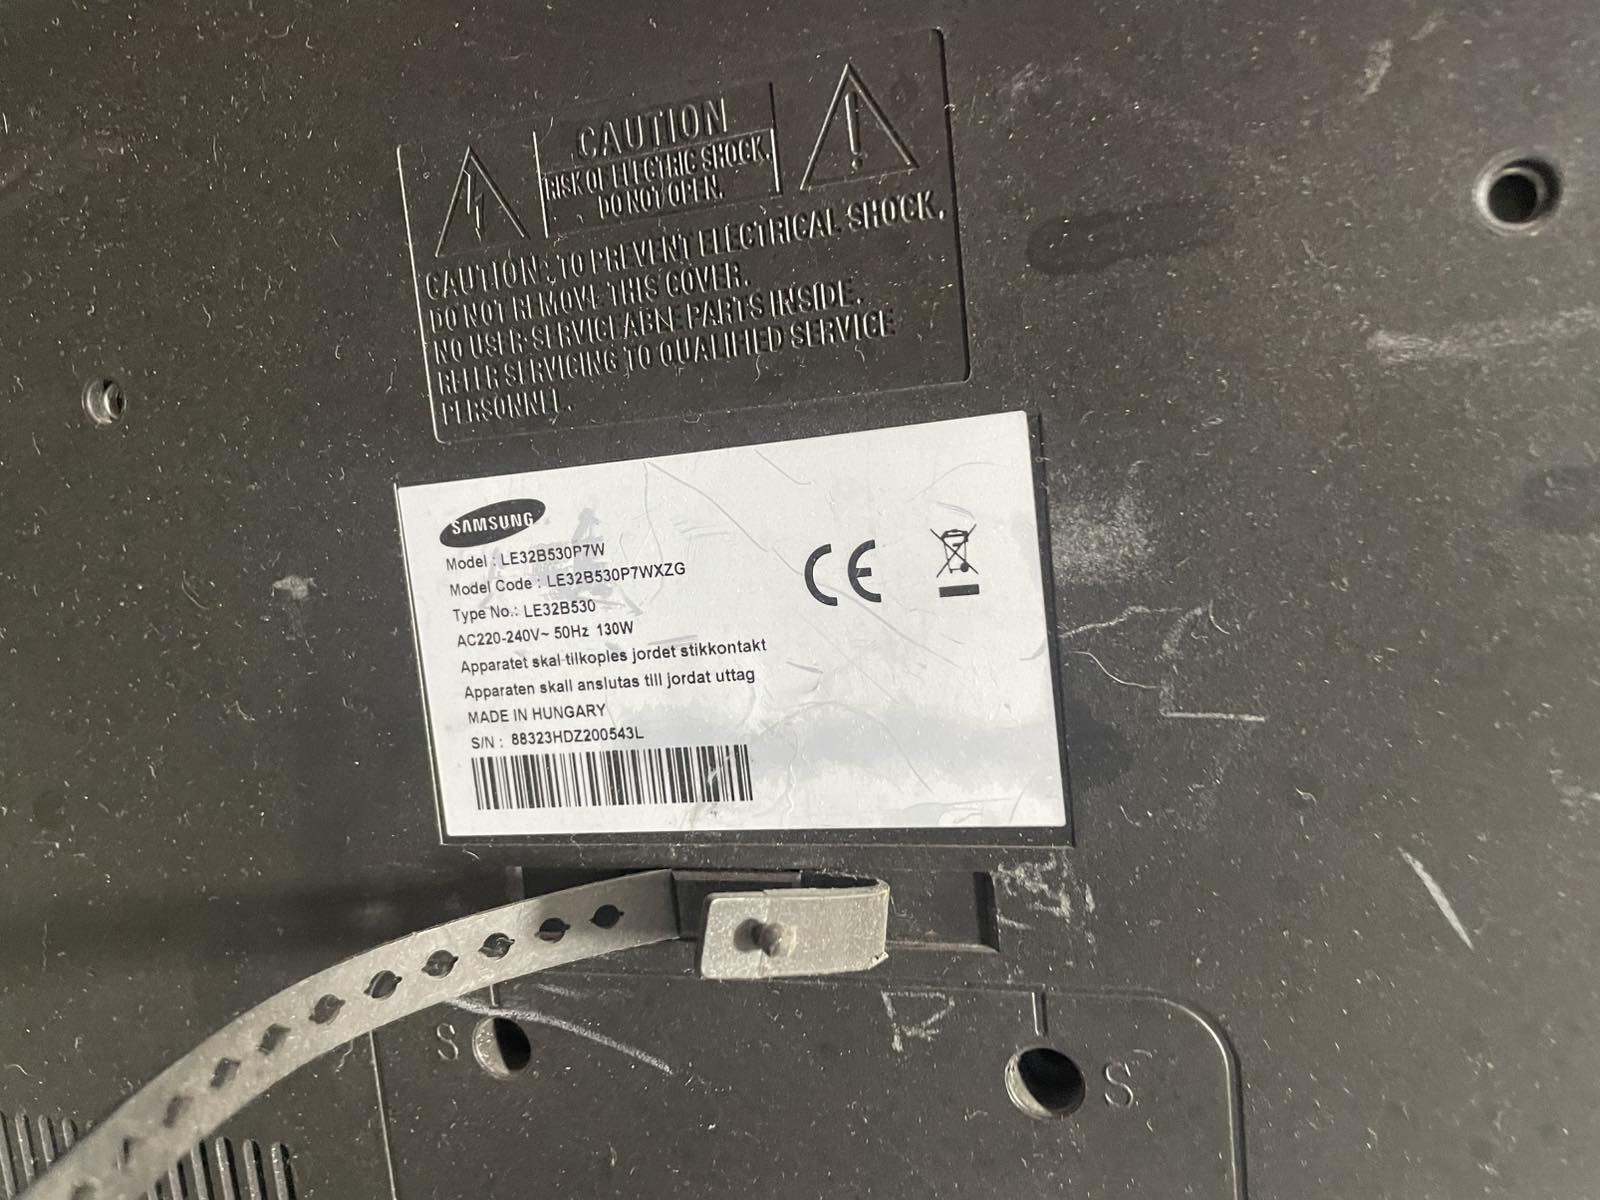 CAUTION
RISK OF ELECTRIC SHOCK.
DO NOT OPEN.
CAUTION: TO PREVENT ELECTRICAL SHOCK.
DO NOT REMOVE THIS COVER.
NO USER-SERVICEABLE PARTS INSIDE.
REFER SERVICING TO QUALIFIED SERVICE
PERSONNEL.
SAMSUNG
Model : LE32B530P7W
Model Code : LE32B530P7WXZG
Type No.: LE32B530
AC220-240V~ 50Hz 130W
Apparatet skal tilkoples jordet stikkontakt
Apparaten skall anslutas till jordat uttag
MADE IN HUNGARY
S/N : 88323HDZ200543L
CE
S
S